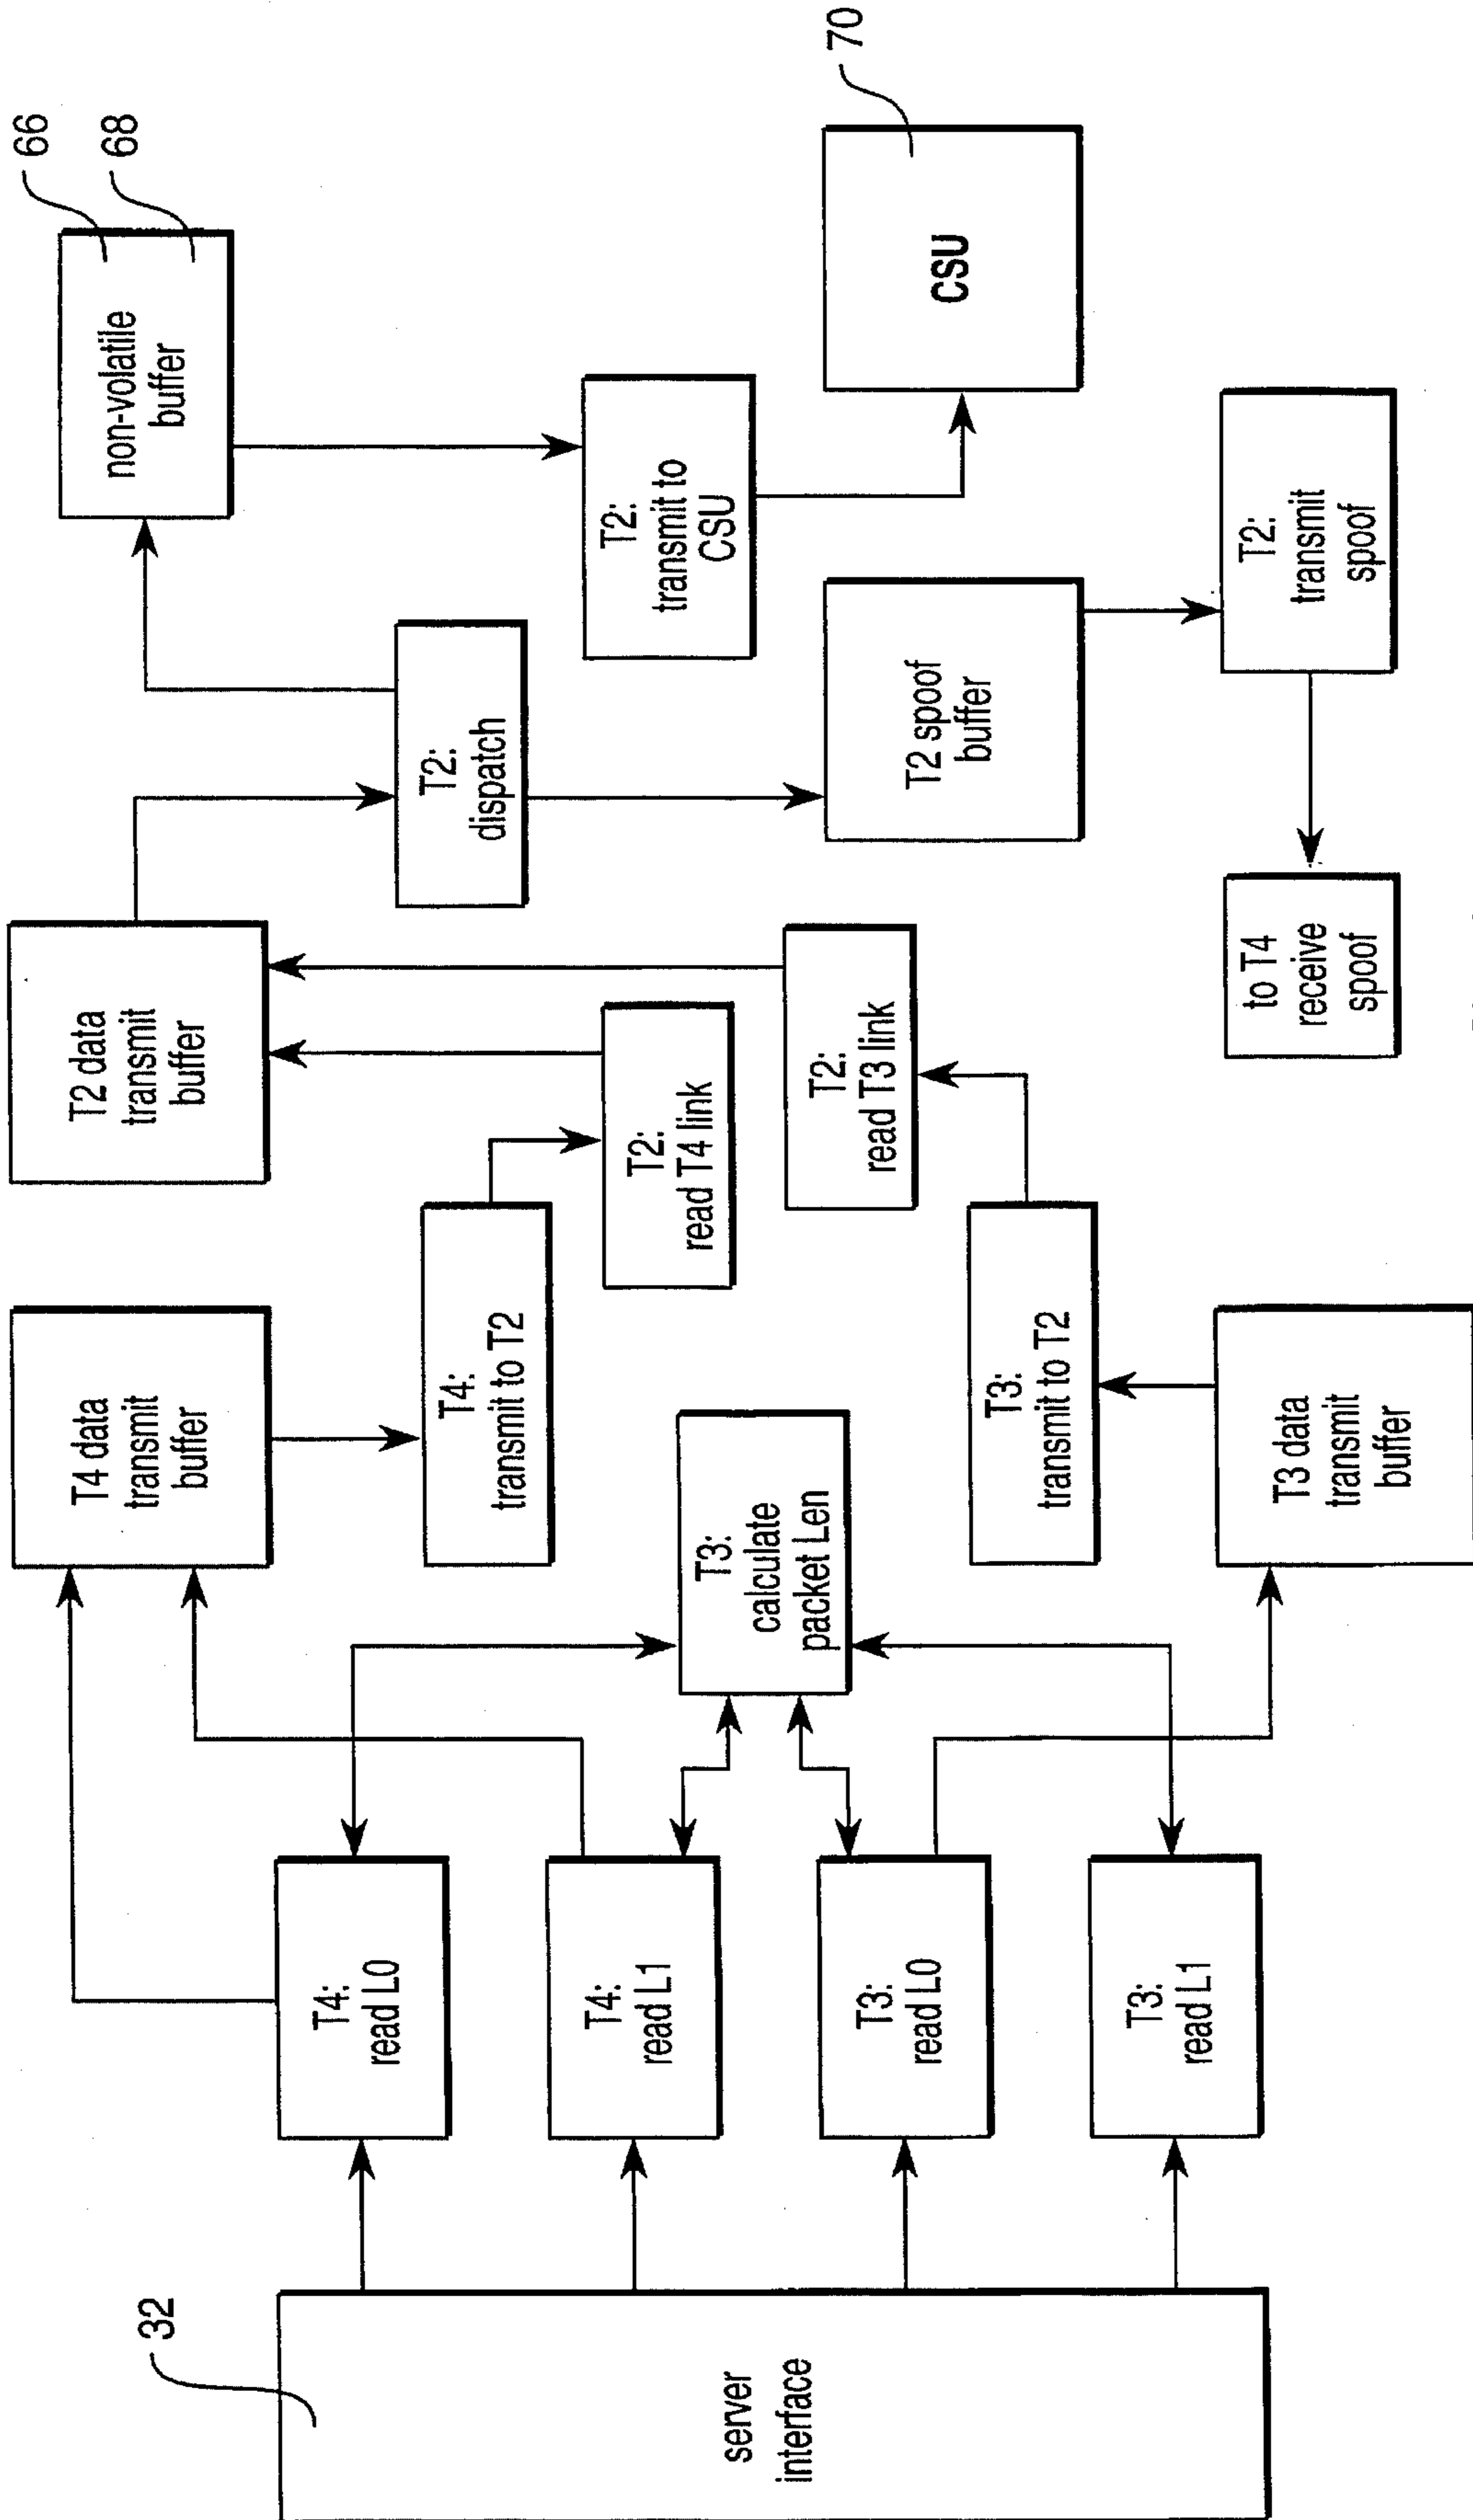 32
server
interface
T4:
read L0
T4:
read L1
T3:
read L0
T3:
read L1
T4 data
transmit
buffer
T3:
calculate
packet Len
T3 data
transmit
buffer
T4:
transmit to T2
T3:
transmit to T2
T2:
read T4 link
T2:
read T3 link
T2 data
transmit
buffer
T2:
dispatch
T2 spoof
buffer
to T4
receive
spoof
66
68
non-volatile
buffer
T2:
transmit to
CSU
70
CSU
T2:
transmit
spoof